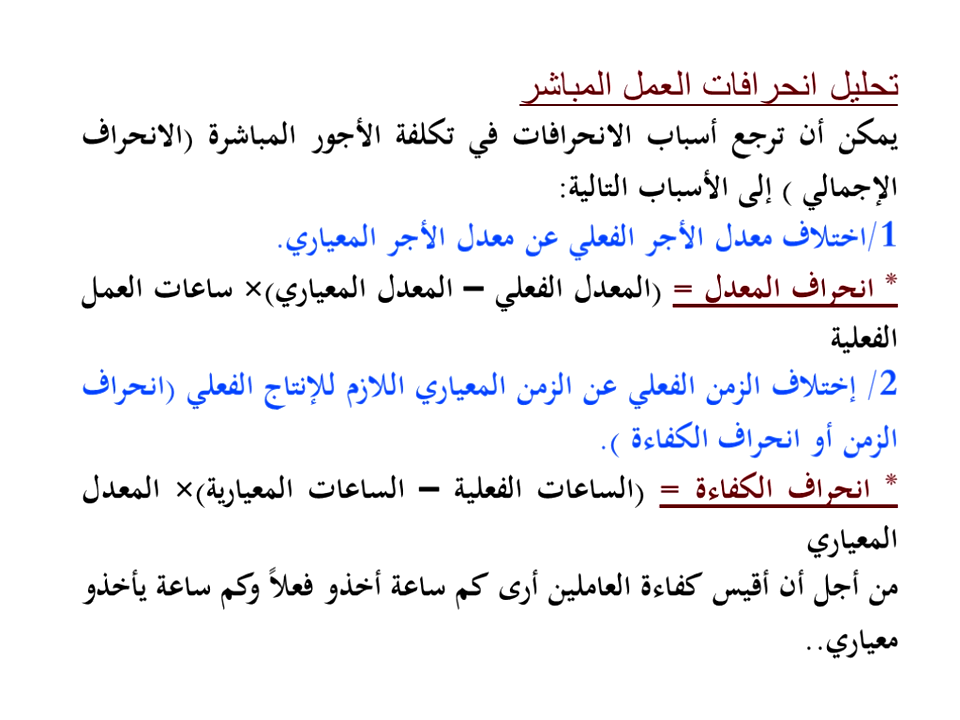 تحليل انحرافات العمل المباشر
يمكن أن ترجع أسباب الانحرافات في تكلفة الأجور المباشرة (الانحراف
الإجمالي ) إلى الأسباب التالية:
1/اختلاف معدل الأجر الفعلي عن معدل الأجر المعياري.
* انحراف المعدل = (المعدل الفعلي – المعدل المعياري)× ساعات العمل
الفعلية
2/ إختلاف الزمن الفعلي عن الزمن المعياري اللازم للإنتاج الفعلي (انحراف
الزمن أو انحراف الكفاءة ).
* انحراف الكفاءة = (الساعات الفعلية – الساعات المعيارية)× المعدل
المعياري
من أجل أن أقيس كفاءة العاملين أرى كم ساعة أخذو فعلاً وكم ساعة يأخذو
معياري..